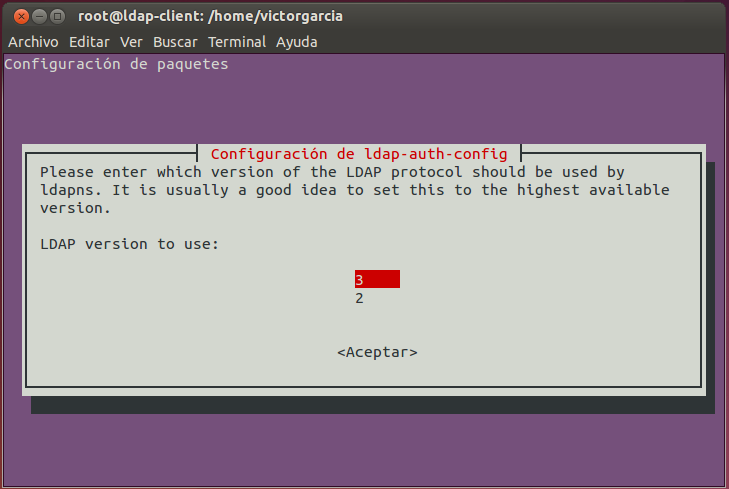 root@ldap-client: /home/victorgarcia
Archivo Editar Ver Buscar Terminal Ayuda
Configuración de paquetes
Configuración de ldap-auth-config
Please enter which version of the LDAP protocol should be used by
ldapns. It is usually a good idea to set this to the highest available
version.
LDAP version to use:
3
2
<Aceptar>